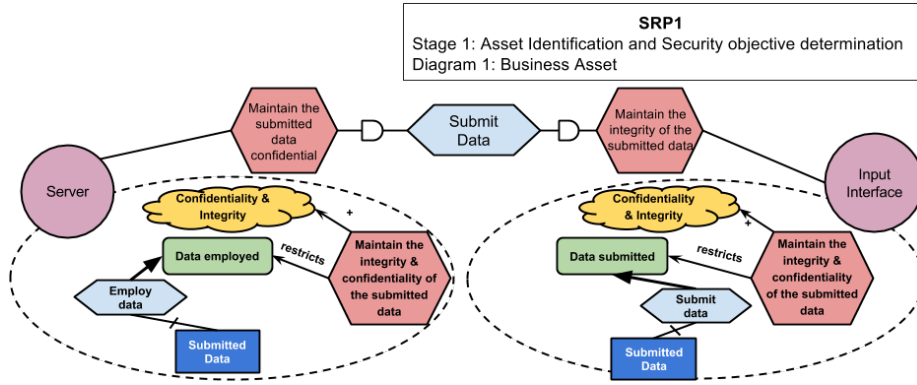 SRP1
Stage 1: Asset Identification and Security objective determination
Diagram 1: Business Asset
Maintain the
submitted
data
confidential
Submit
Data
Maintain the
integrity of the
submitted data
Server
Input
Interface
Confidentiality &
Integrity
+
Data employed
restricts
Maintain the
integrity &
confidentiality of
the submitted
data
Employ
data
Submitted
Data
Confidentiality
& Integrity
+
Data submitted
restricts
Maintain the
integrity &
confidentiality
of the submitted
data
Submit
data
Submitted
Data